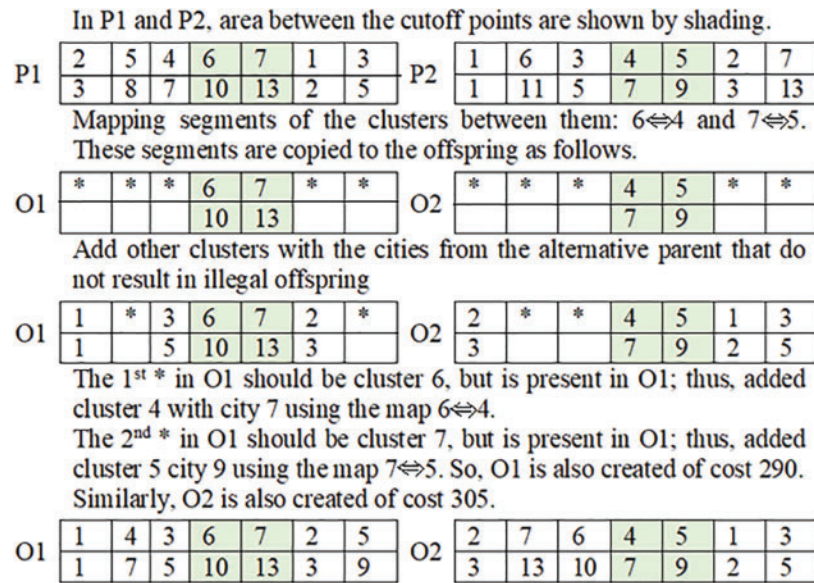 In P1 and P2, area between the cutoff points are shown by shading.
P1 2 5 4 6 7 1 3 P2 1 6 3 4 5 2 7
3 8 7 10 13 2 5 1 11 5 7 9 3 13
Mapping segments of the clusters between them: 6⇔4 and 7⇔5.
These segments are copied to the offspring as follows.
O1 * * * 6 7 * * O2 * * * 4 5 * *
10 13 7 9
Add other clusters with the cities from the alternative parent that do
not result in illegal offspring
O1 1 * 3 6 7 2 * O2 2 * * 4 5 1 3
1 5 10 13 3 3 7 9 2 5
The 1st * in O1 should be cluster 6, but is present in O1; thus, added
cluster 4 with city 7 using the map 6⇔4.
The 2nd * in O1 should be cluster 7, but is present in O1; thus, added
cluster 5 city 9 using the map 7⇔5. So, O1 is also created of cost 290.
Similarly, O2 is also created of cost 305.
O1 1 4 3 6 7 2 5 O2 2 7 6 4 5 1 3
1 7 5 10 13 3 9 3 13 10 7 9 2 5